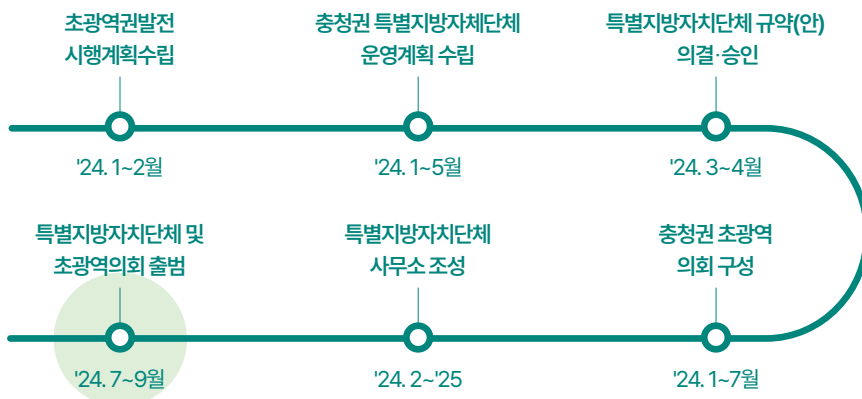 초광역권발전
시행계획수립
'24. 1~2월
충청권 특별지방자치단체
운영계획 수립
'24. 1~5월
특별지방자치단체 규약(안)
의결·승인
'24. 3~4월
충청권 초광역
의회 구성
'24. 1~7월
특별지방자치단체
사무소 조성
'24. 2~'25
특별지방자치단체 및
초광역의회 출범
'24. 7~9월